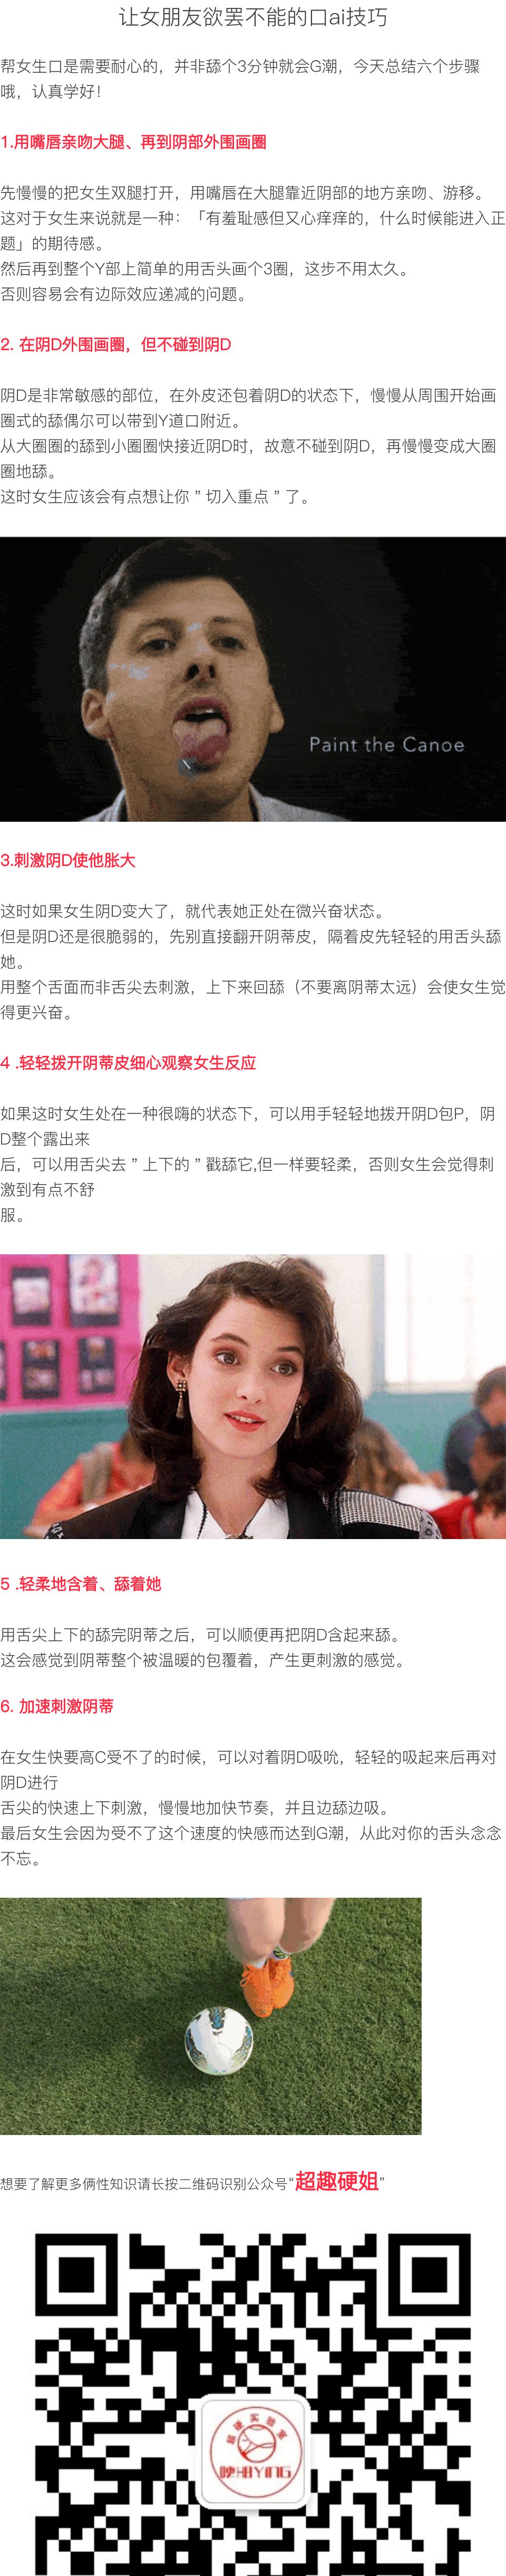 让女朋友欲罢不能的口ai技巧
帮女生口是需要耐心的，并非舔个3分钟就会G潮，今天总结六个步骤
哦，认真学好！
1.用嘴唇亲吻大腿、再到阴部外围画圈
先慢慢的把女生双腿打开，用嘴唇在大腿靠近阴部的地方亲吻、游移。
这对于女生来说就是一种：「有羞耻感但又心痒痒的，什么时候能进入正
题」的期待感。
然后再到整个Y部上简单的用舌头画个3圈，这步不用太久。
否则容易会有边际效应递减的问题。
2. 在阴D外围画圈，但不碰到阴D
阴D是非常敏感的部位，在外皮还包着阴D的状态下，慢慢从周围开始画
圈式的舔偶尔可以带到Y道口附近。
从大圈圈的舔到小圈圈快接近阴D时，故意不碰到阴D，再慢慢变成大圈
圈地舔。
这时女生应该会有点想让你＂切入重点＂了。
Paint the Canoe
3.刺激阴D使他胀大
这时如果女生阴D变大了，就代表她正处在微兴奋状态。
但是阴D还是很脆弱的，先别直接翻开阴蒂皮，隔着皮先轻轻的用舌头舔
她。
用整个舌面而非舌尖去刺激，上下来回舔（不要离阴蒂太远）会使女生觉
得更兴奋。
4 .轻轻拨开阴蒂皮细心观察女生反应
如果这时女生处在一种很嗨的状态下，可以用手轻轻地拨开阴D包P，阴
D整个露出来
后，可以用舌尖去＂上下的＂戳舔它,但一样要轻柔，否则女生会觉得刺
激到有点不舒
服。
5 .轻柔地含着、舔着她
用舌尖上下的舔完阴蒂之后，可以顺便再把阴D含起来舔。
这会感觉到阴蒂整个被温暖的包覆着，产生更刺激的感觉。
6. 加速刺激阴蒂
在女生快要高C受不了的时候，可以对着阴D吸吮，轻轻的吸起来后再对
阴D进行
舌尖的快速上下刺激，慢慢地加快节奏，并且边舔边吸。
最后女生会因为受不了这个速度的快感而达到G潮，从此对你的舌头念念
不忘。
想要了解更多俩性知识请长按二维码识别公众号“超趣硬姐”